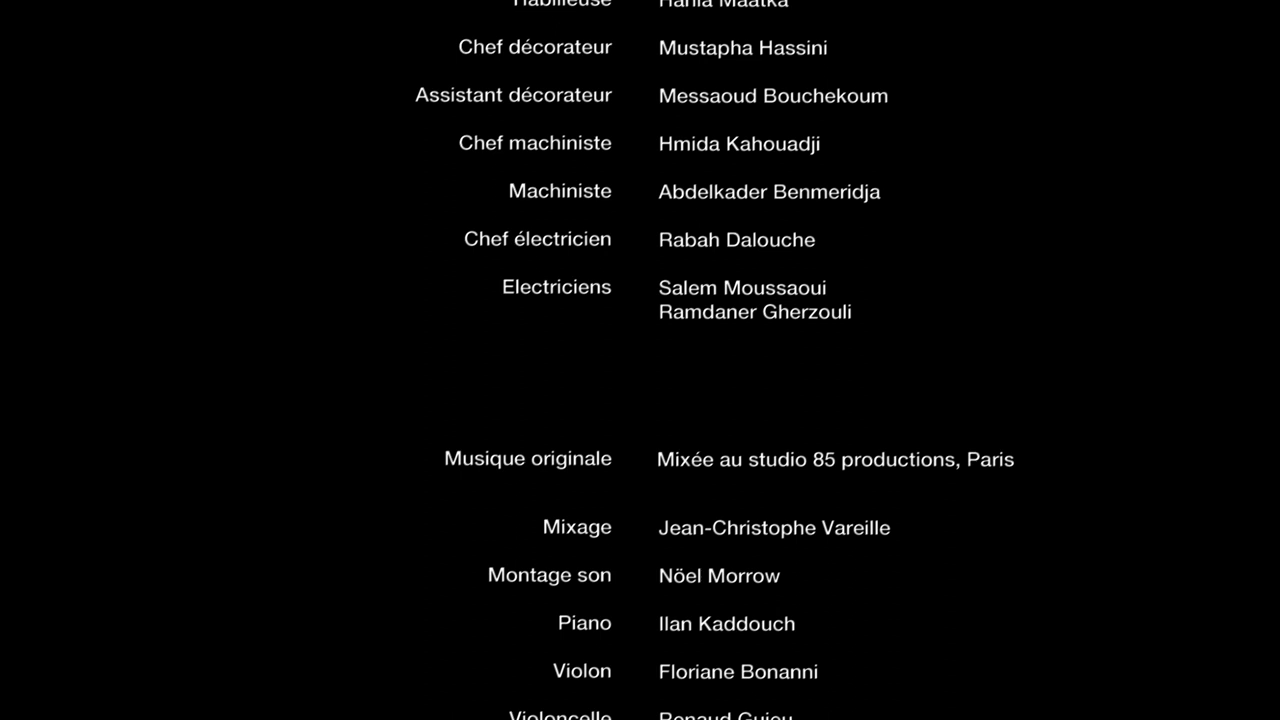 Habilleuse Hania Maatka
Chef décorateur Mustapha Hassini
Assistant décorateur Messaoud Bouchekoum
Chef machiniste Hmida Kahouadji
Machiniste Abdelkader Benmeridja
Chef électricien Rabah Dalouche
Electriciens Salem Moussaoui
Ramdaner Gherzouli
Musique originale Mixée au studio 85 productions, Paris
Mixage Jean-Christophe Vareille
Montage son Nöel Morrow
Piano Ilan Kaddouch
Violon Floriane Bonanni
Violoncelle Renaud